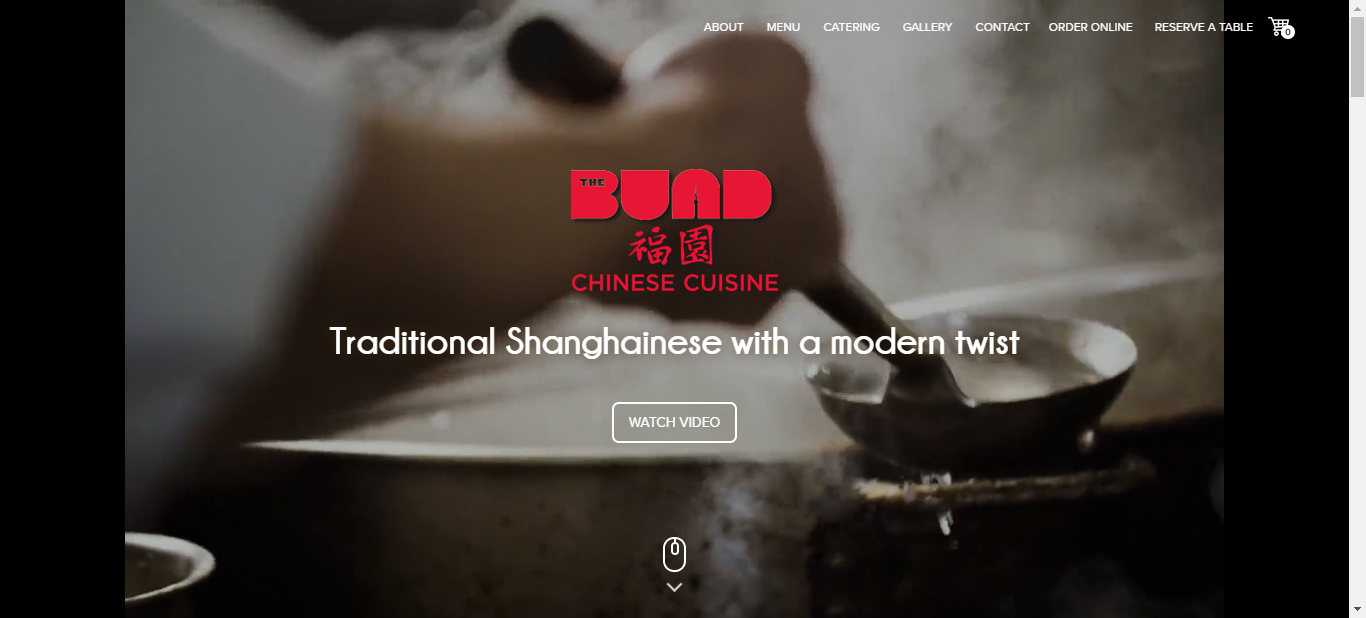 ABOUT MENU CATERING GALLERY CONTACT ORDER ONLINE RESERVE A TABLE 0
THE BUAD
福園
CHINESE CUISINE
Traditional Shanghainese with a modern twist
WATCH VIDEO